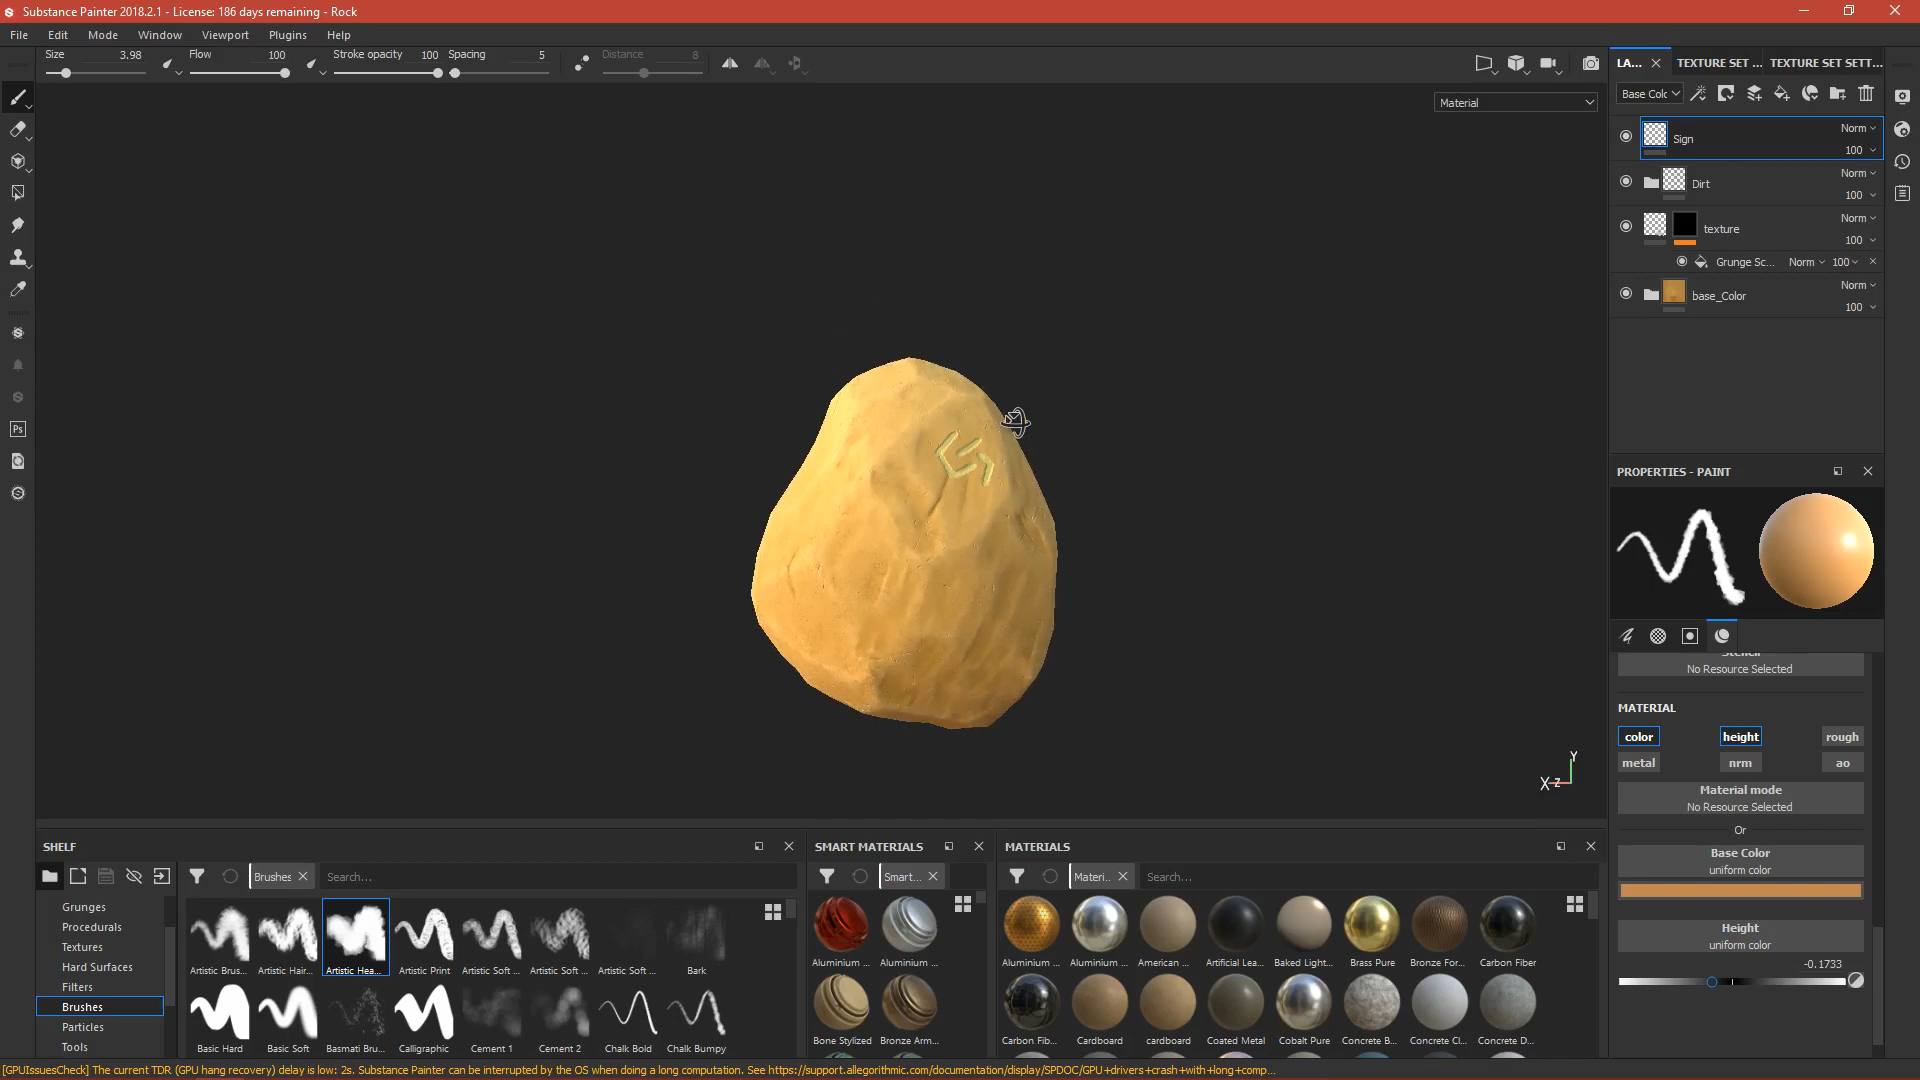 Substance Painter 2018.2.1 - License: 186 days remaining - Rock
File Edit Mode Window Viewport Plugins Help
Size 3.98 Flow 100 Stroke opacity 100 Spacing 5 Distance 8
Material
LA... TEXTURE SET ... TEXTURE SET SETT...
Base Colc
Sign Norm 100
Dirt Norm 100
texture Norm 100
Grunge Sc... Norm 100
base_Color Norm 100
PROPERTIES - PAINT
Stencil
No Resource Selected
MATERIAL
color height rough
metal nrm ao
Material mode
No Resource Selected
Or
Base Color
uniform color
Height
uniform color
-0.1733
Y
X Z
Ps
SHELF
Brushes Search...
Grunges
Procedurals
Textures
Hard Surfaces
Filters
Brushes
Particles
Tools
Artistic Brus... Artistic Hair... Artistic Hea... Artistic Print Artistic Soft ... Artistic Soft ... Artistic Soft ... Bark
Basic Hard Basic Soft Basmati Bru... Calligraphic Cement 1 Cement 2 Chalk Bold Chalk Bumpy
SMART MATERIALS
Smart...
Aluminium ... Aluminium ...
Bone Stylized Bronze Arm...
MATERIALS
Materi.. Search...
Aluminium ... Aluminium ... American ... Artificial Lea... Baked Light... Brass Pure Bronze For... Carbon Fiber
Carbon Fib... Cardboard cardboard Coated Metal Cobalt Pure Concrete B... Concrete Cl... Concrete D...
[GPUIssuesCheck] The current TDR (GPU hang recovery) delay is low: 2s. Substance Painter can be interrupted by the OS when doing a long computation. See https://support.allegorithmic.com/documentation/display/SPDOC/GPU+drivers+crash+with+long+comp...